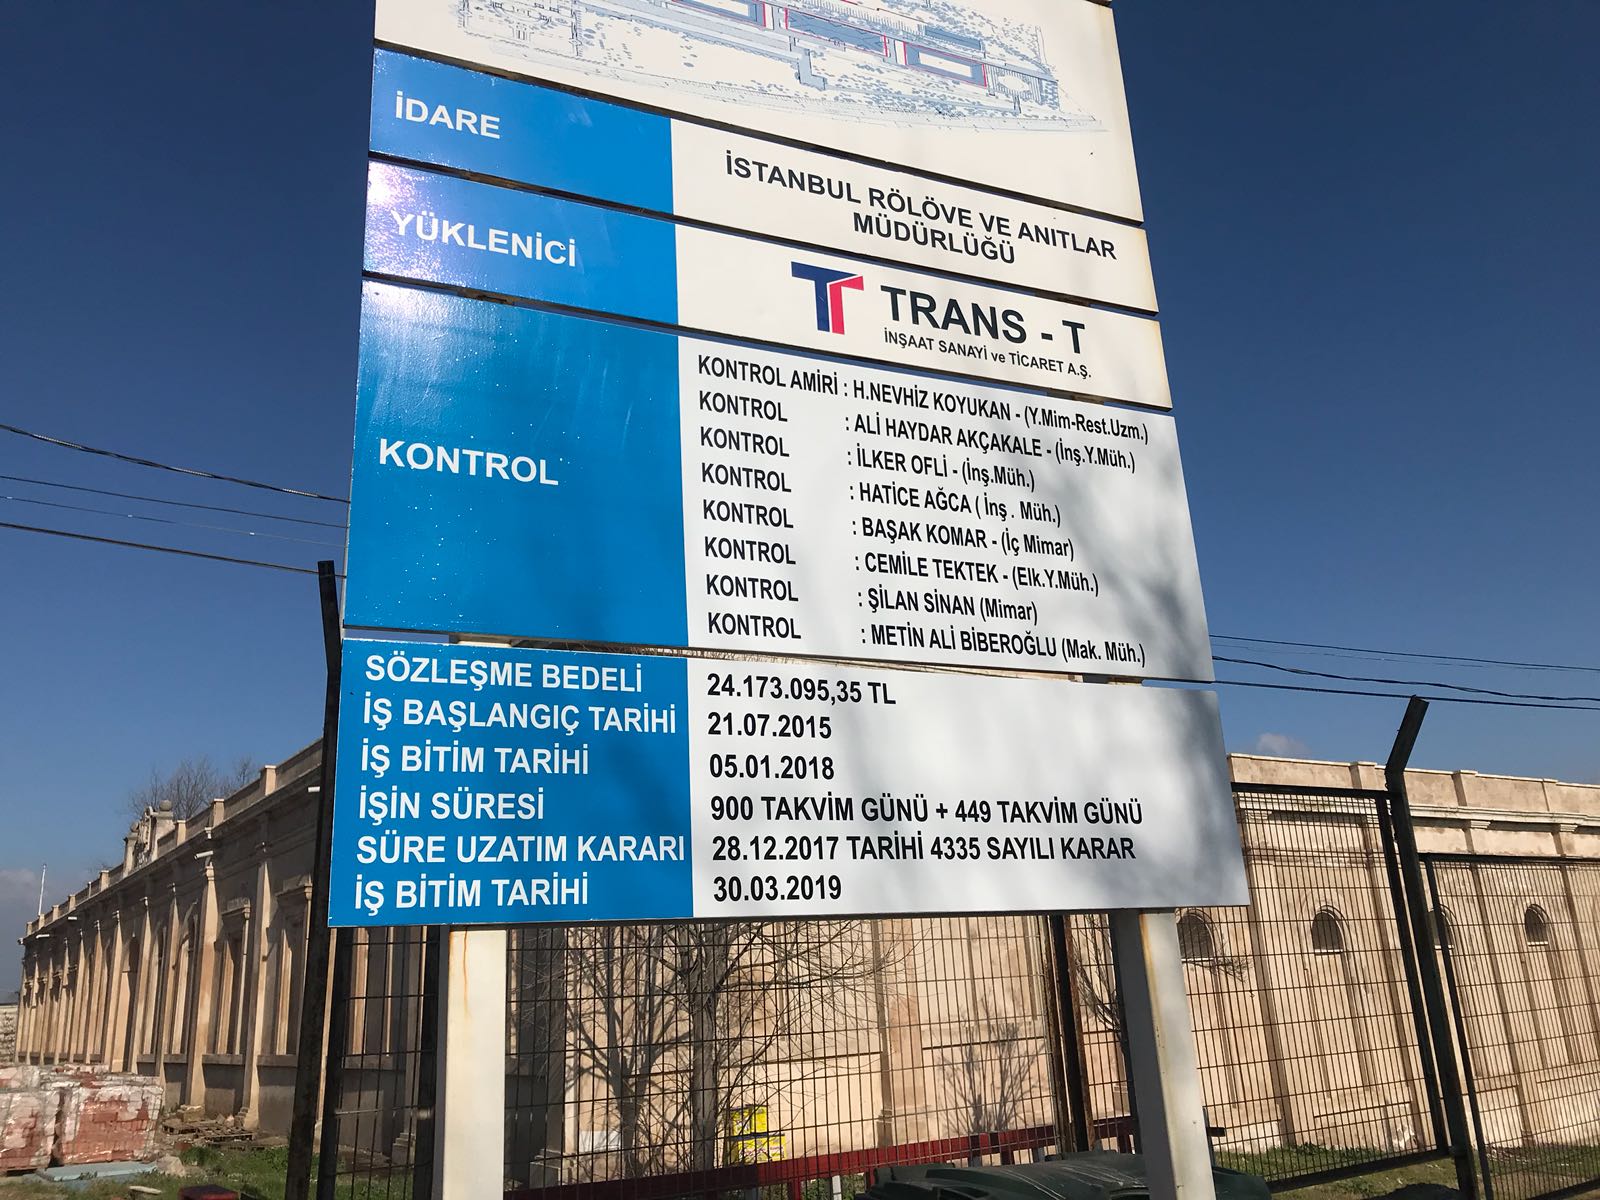 İDARE
İSTANBUL RÖLÖVE VE ANITLAR
MÜDÜRLÜĞÜ
YÜKLENİCİ
TRANS - T
İNŞAAT SANAYİ ve TİCARET A.Ş.
KONTROL
KONTROL AMİRİ : H.NEVHİZ KOYUKAN - (Y.Mim-Rest.Uzm.)
KONTROL : ALİ HAYDAR AKÇAKALE - (İnş.Y.Müh.)
KONTROL : İLKER OFLİ - (İnş.Müh.)
KONTROL : HATİCE AĞCA ( İnş . Müh.)
KONTROL : BAŞAK KOMAR - (İç Mimar)
KONTROL : CEMİLE TEKTEK - (Elk.Y.Müh.)
KONTROL : ŞİLAN SİNAN (Mimar)
KONTROL : METİN ALİ BİBEROĞLU (Mak. Müh.)
SÖZLEŞME BEDELİ 24.173.095,35 TL
İŞ BAŞLANGIÇ TARİHİ 21.07.2015
İŞ BİTİM TARİHİ 05.01.2018
İŞİN SÜRESİ 900 TAKVİM GÜNÜ + 449 TAKVİM GÜNÜ
SÜRE UZATIM KARARI 28.12.2017 TARİHİ 4335 SAYILI KARAR
İŞ BİTİM TARİHİ 30.03.2019